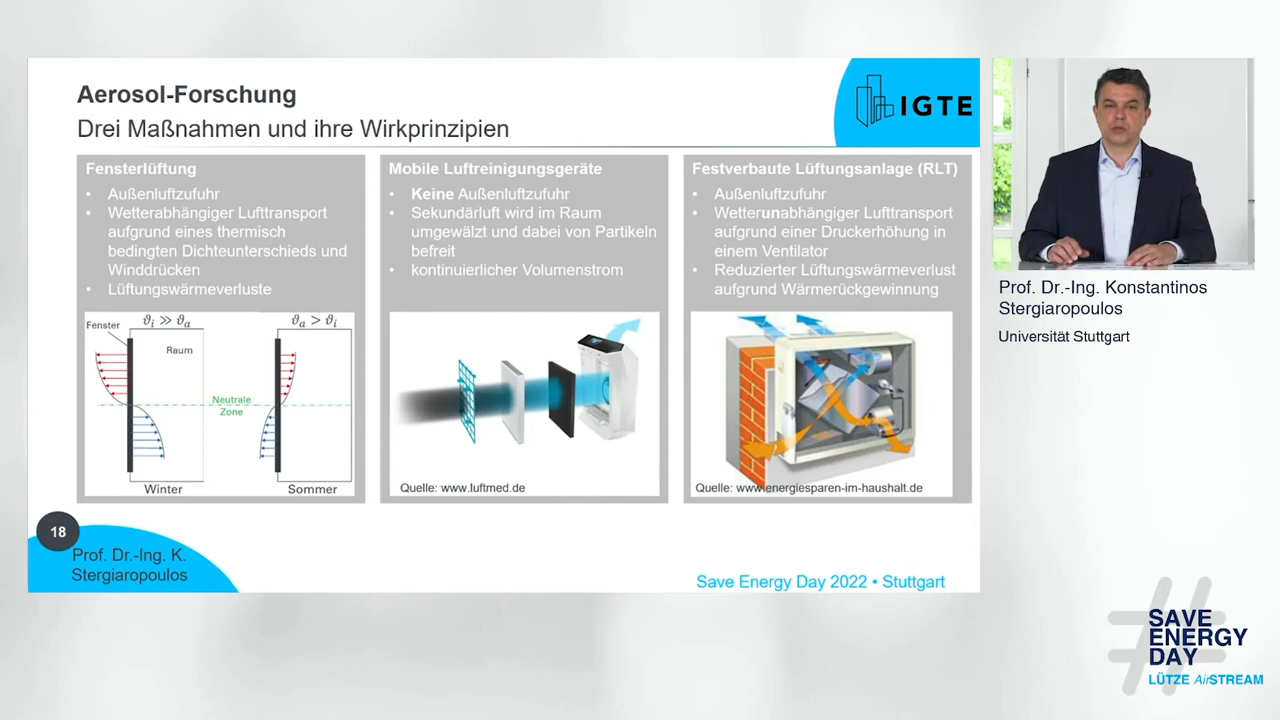 Aerosol-Forschung
Drei Maßnahmen und ihre Wirkprinzipien
IGTE
Fensterlüftung
• Außenluftzufuhr
• Wetterabhängiger Lufttransport
aufgrund eines thermisch
bedingten Dichteunterschieds und
Winddrücken
• Lüftungswärmeverluste
Fenster
ϑi ≫ ϑa
ϑa > ϑi
Raum
Neutrale
Zone
Winter
Sommer
Mobile Luftreinigungsgeräte
• Keine Außenluftzufuhr
• Sekundärluft wird im Raum
umgewälzt und dabei von Partikeln
befreit
• kontinuierlicher Volumenstrom
Quelle: www.luftmed.de
Festverbaute Lüftungsanlage (RLT)
• Außenluftzufuhr
• Wetterunabhängiger Lufttransport
aufgrund einer Druckerhöhung in
einem Ventilator
• Reduzierter Lüftungswärmeverlust
aufgrund Wärmerückgewinnung
Quelle: www.energiesparen-im-haushalt.de
18
Prof. Dr.-Ing. K.
Stergiaropoulos
Save Energy Day 2022 • Stuttgart
Prof. Dr.-Ing. Konstantinos
Stergiaropoulos
Universität Stuttgart
#
SAVE
ENERGY
DAY
LÜTZE AirSTREAM